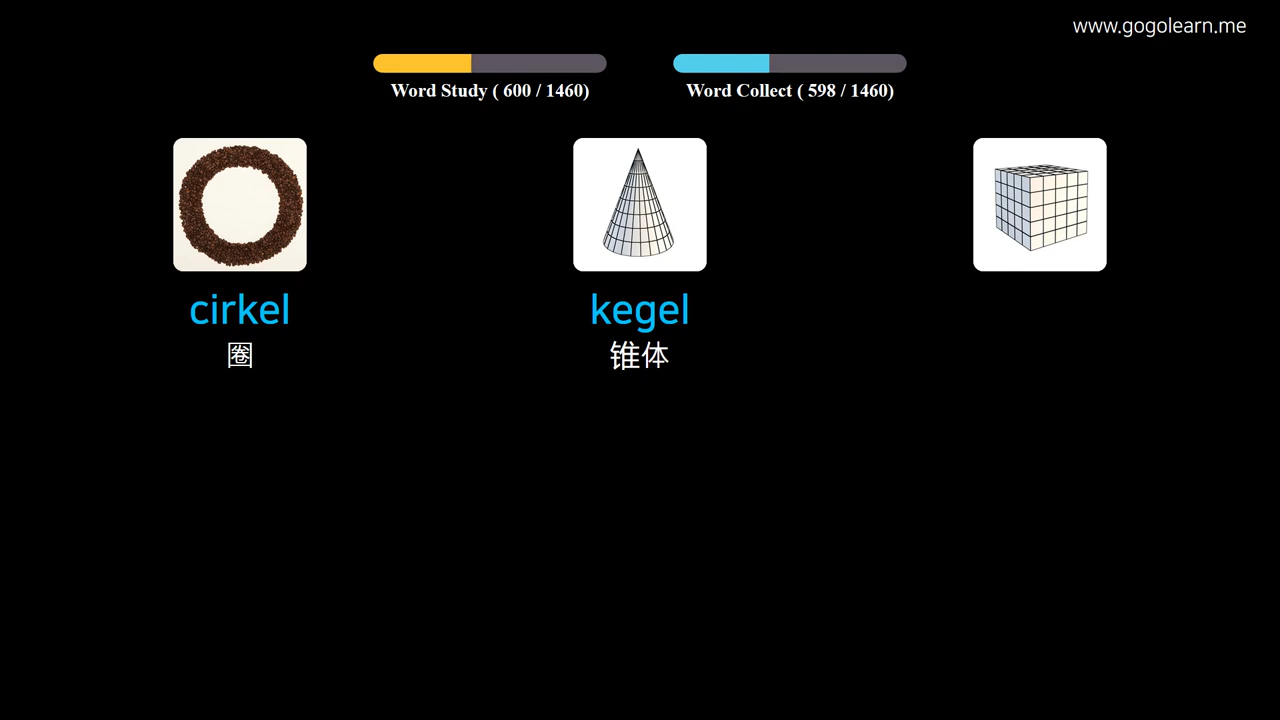 www.gogolearn.me
Word Study ( 600 / 1460)
Word Collect ( 598 / 1460)
cirkel
kegel
圈
锥体